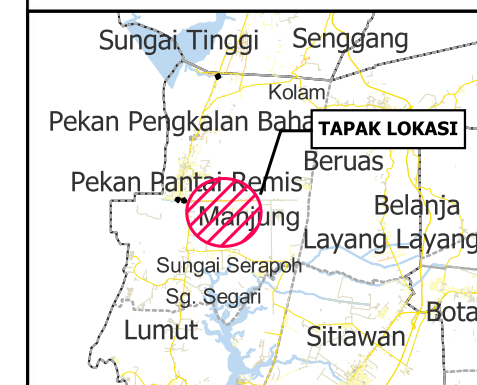 Sungai Tinggi
Senggang
Kolam
Pekan Pengkalan Baha
TAPAK LOKASI
Beruas
Pekan Pantai Remis
Manjung
Belanja
Layang Layang
Sungai Serapoh
Sg. Segari
Bota
Lumut
Sitiawan